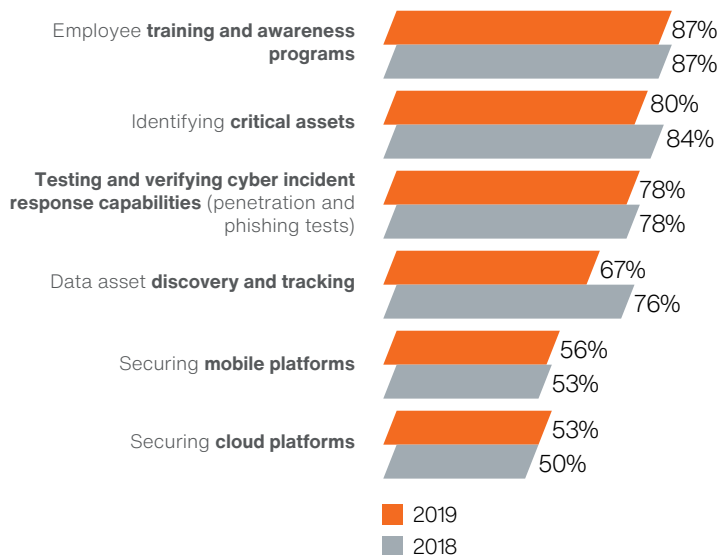 Employee training and awareness
programs
87%
87%
Identifying critical assets
80%
84%
Testing and verifying cyber incident
response capabilities (penetration and
phishing tests)
78%
78%
Data asset discovery and tracking
67%
76%
Securing mobile platforms
56%
53%
Securing cloud platforms
53%
50%
2019
2018